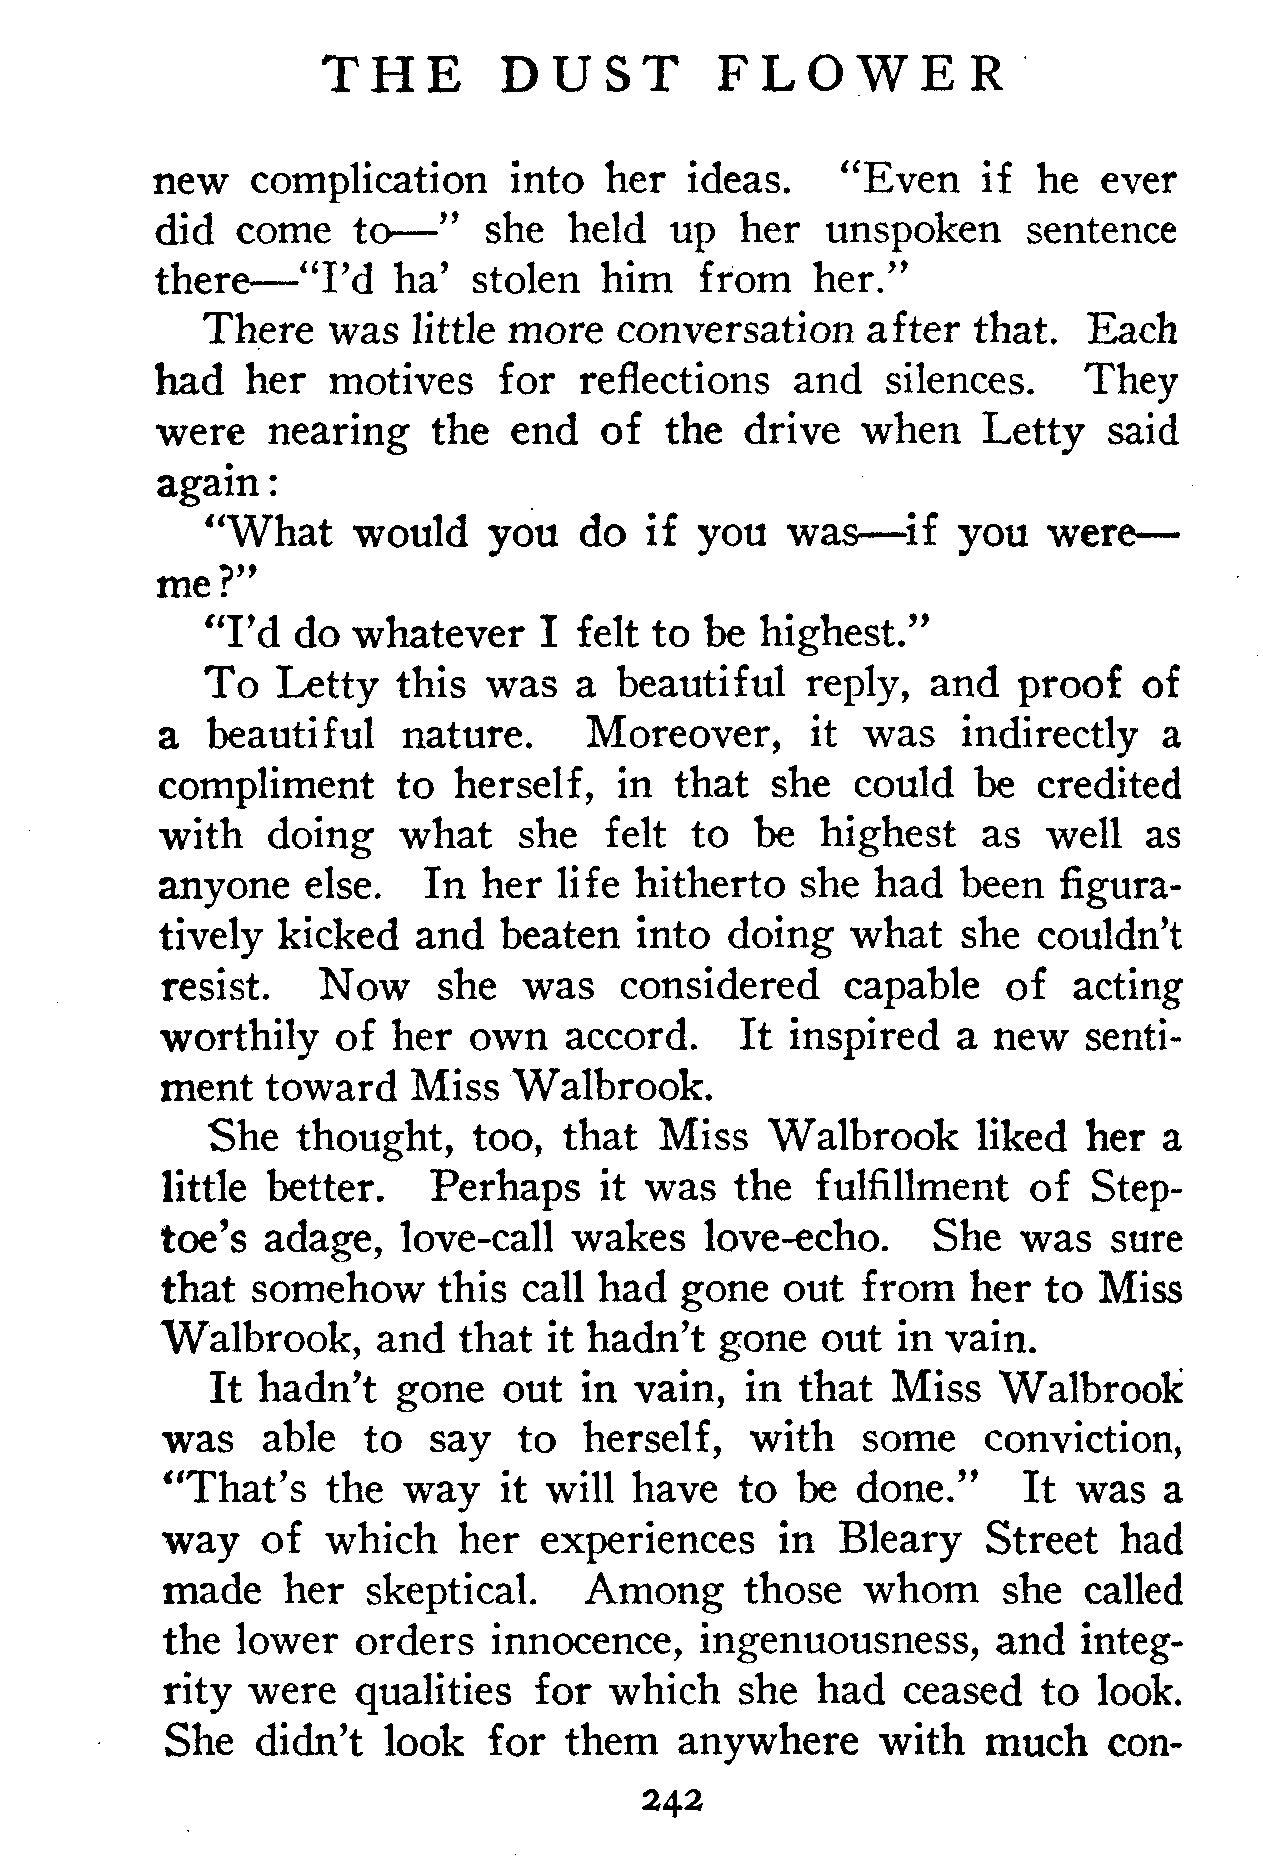 THE DUST FLOWER
new complication into her ideas. “Even if he ever
did come to—” she held up her unspoken sentence
there—“I’d ha’ stolen him from her.”
There was little more conversation after that. Each
had her motives for reflections and silences. They
were nearing the end of the drive when Letty said
again:
“What would you do if you was—if you were—
me?”
“I’d do whatever I felt to be highest.”
To Letty this was a beautiful reply, and proof of
a beautiful nature. Moreover, it was indirectly a
compliment to herself, in that she could be credited
with doing what she felt to be highest as well as
anyone else. In her life hitherto she had been figura-
tively kicked and beaten into doing what she couldn’t
resist. Now she was considered capable of acting
worthily of her own accord. It inspired a new senti-
ment toward Miss Walbrook.
She thought, too, that Miss Walbrook liked her a
little better. Perhaps it was the fulfillment of Step-
toe’s adage, love-call wakes love-echo. She was sure
that somehow this call had gone out from her to Miss
Walbrook, and that it hadn’t gone out in vain.
It hadn’t gone out in vain, in that Miss Walbrook
was able to say to herself, with some conviction,
“That’s the way it will have to be done.” It was a
way of which her experiences in Bleary Street had
made her skeptical. Among those whom she called
the lower orders innocence, ingenuousness, and integ-
rity were qualities for which she had ceased to look.
She didn’t look for them anywhere with much con-
242